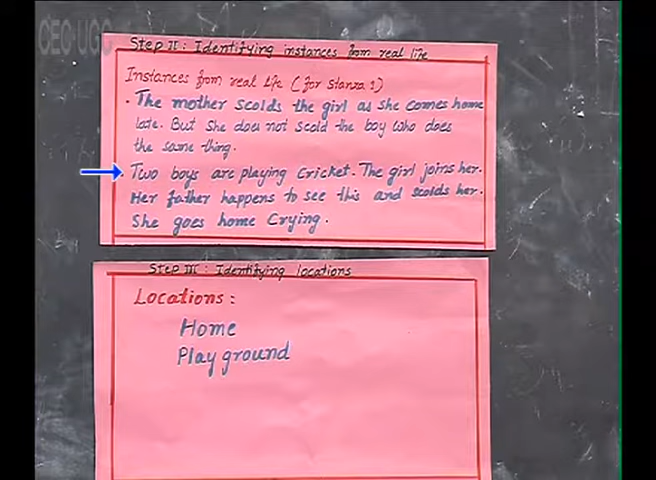 CEC UGC
Step II: Identifying instances from real life
Instances from real life (for stanza 1)
. The mother scolds the girl as she comes home
late. But she does not scold the boy who does
the same thing.
. Two boys are playing cricket. The girl joins her.
Her father happens to see this and scolds her.
She goes home crying.
Step III: Identifying locations
Locations:
Home
Play ground